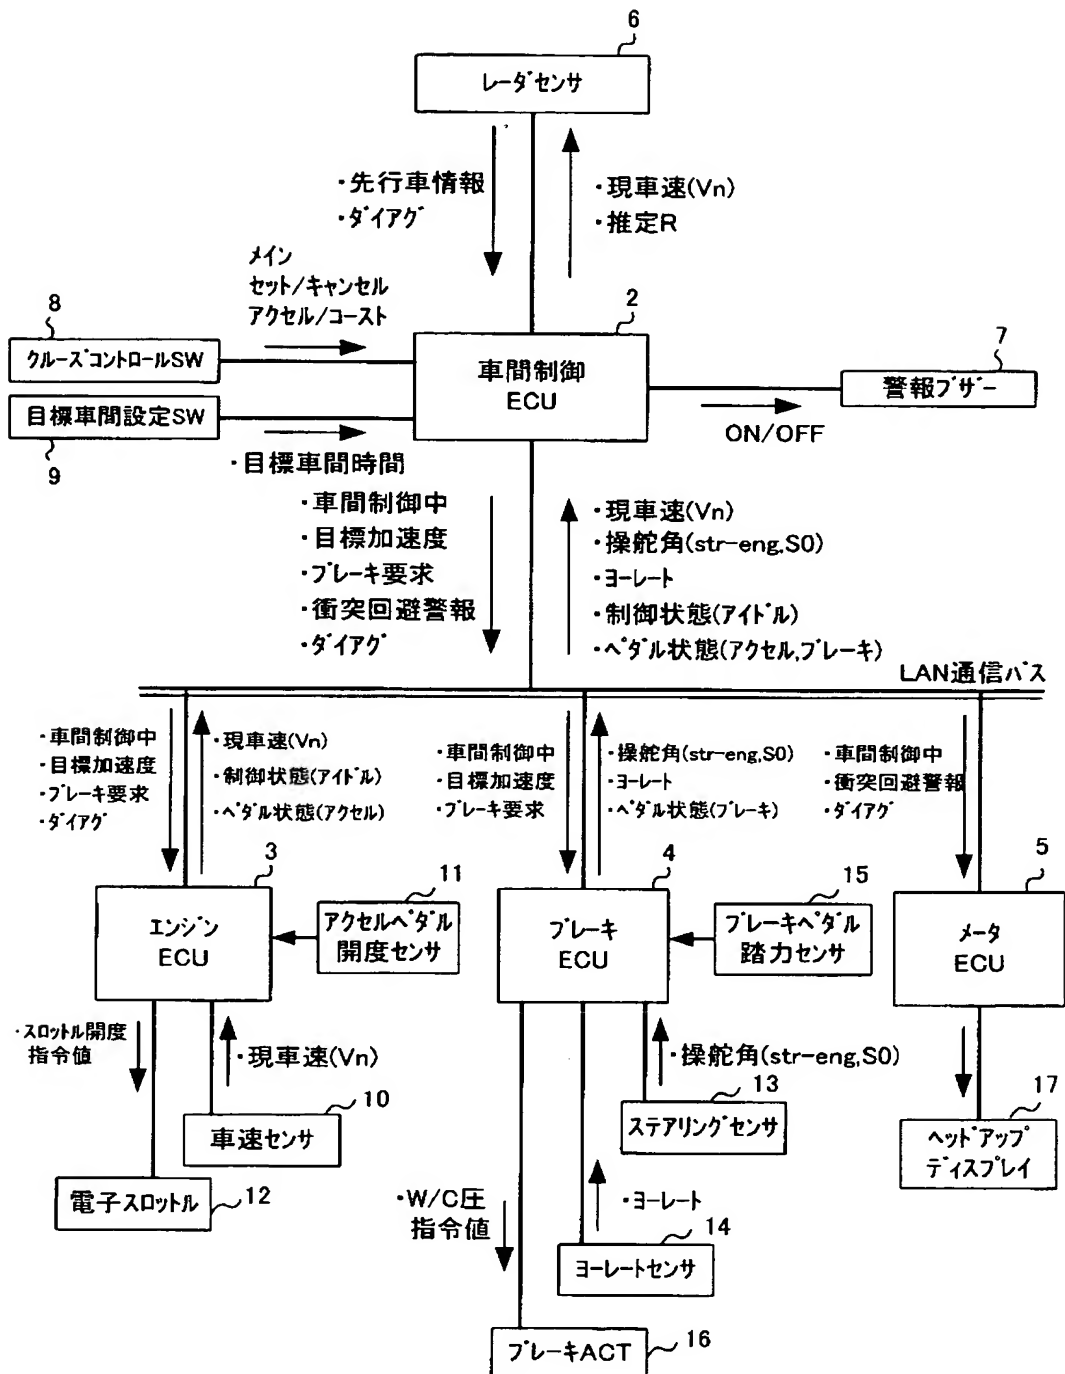 6
レーダセンサ
・先行車情報
・ダイアグ
・現車速(Vn)
・推定R
メイン
セット/キャンセル
アクセル/コースト
8
クルーズコントロールSW
目標車間設定SW
9
・目標車間時間
2
車間制御
ECU
7
警報ブザー
ON/OFF
・車間制御中
・目標加速度
・ブレーキ要求
・衝突回避警報
・ダイアグ
・現車速(Vn)
・操舵角(str-eng,S0)
・ヨーレート
・制御状態(アイドル)
・ペダル状態(アクセル,ブレーキ)
LAN通信バス
・車間制御中
・目標加速度
・ブレーキ要求
・ダイアグ
・現車速(Vn)
・制御状態(アイドル)
・ペダル状態(アクセル)
・車間制御中
・目標加速度
・ブレーキ要求
・操舵角(str-eng,S0)
・ヨーレート
・ペダル状態(ブレーキ)
・車間制御中
・衝突回避警報
・ダイアグ
3
エンジン
ECU
11
アクセルペダル
開度センサ
4
ブレーキ
ECU
15
ブレーキペダル
踏力センサ
5
メータ
ECU
・スロットル開度
指令値
・現車速(Vn)
10
車速センサ
電子スロットル
12
・操舵角(str-eng,S0)
13
ステアリングセンサ
17
ヘッドアップ
ディスプレイ
・W/C圧
指令値
・ヨーレート
14
ヨーレートセンサ
ブレーキACT
16